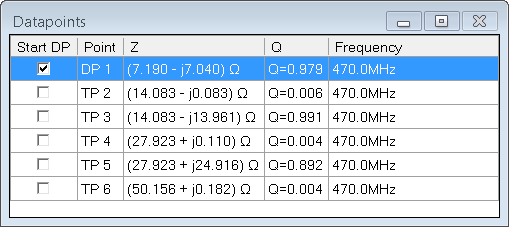 Datapoints
Start DP Point Z Q Frequency
DP 1 (7.190 - j7.040) Ω Q=0.979 470.0MHz
TP 2 (14.083 - j0.083) Ω Q=0.006 470.0MHz
TP 3 (14.083 - j13.961) Ω Q=0.991 470.0MHz
TP 4 (27.923 + j0.110) Ω Q=0.004 470.0MHz
TP 5 (27.923 + j24.916) Ω Q=0.892 470.0MHz
TP 6 (50.156 + j0.182) Ω Q=0.004 470.0MHz